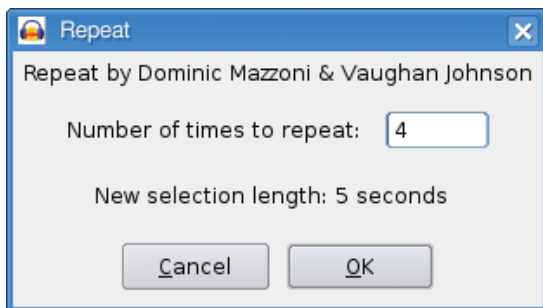 Repeat
Repeat by Dominic Mazzoni & Vaughan Johnson
Number of times to repeat: 4
New selection length: 5 seconds
Cancel OK